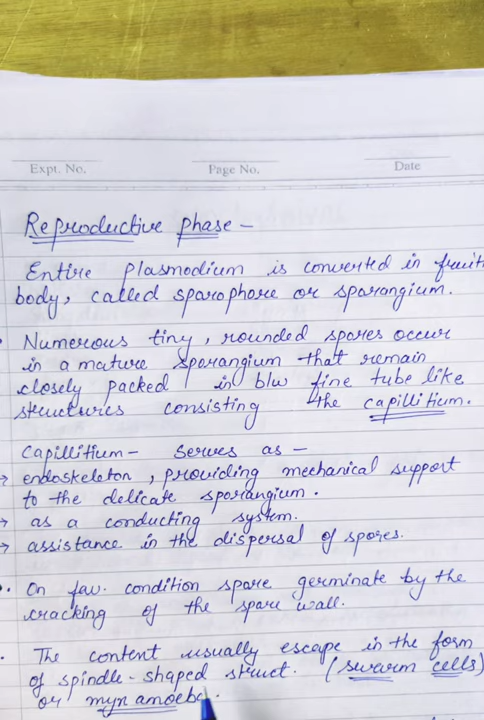 Expt. No. Page No. Date
Reproductive phase -
Entire plasmodium is converted in fruit
body, called sporophore or sporangium.
• Numerous tiny, rounded spores occur
in a mature sporangium that remain
closely packed in b/w fine tube like
structures consisting the capillitium.
Capillitium - Serves as -
→ endoskeleton, providing mechanical support
to the delicate sporangium.
→ as a conducting system.
→ assistance in the dispersal of spores.
• On fav. condition spore germinate by the
cracking of the spore wall.
• The content usually escape in the form
of spindle-shaped struct. (swarm cells)
or myxamoeba.